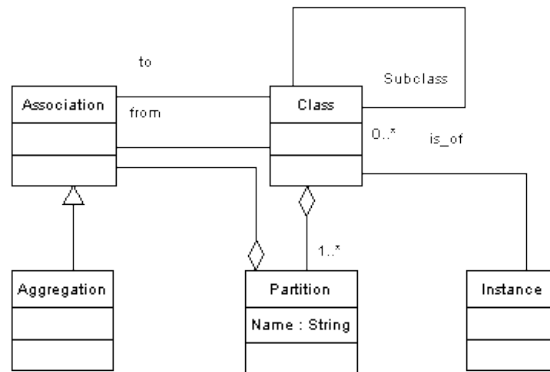 to
Subclass
Association
Class
from
0..*
is_of
1..*
Aggregation
Partition
Instance
Name : String